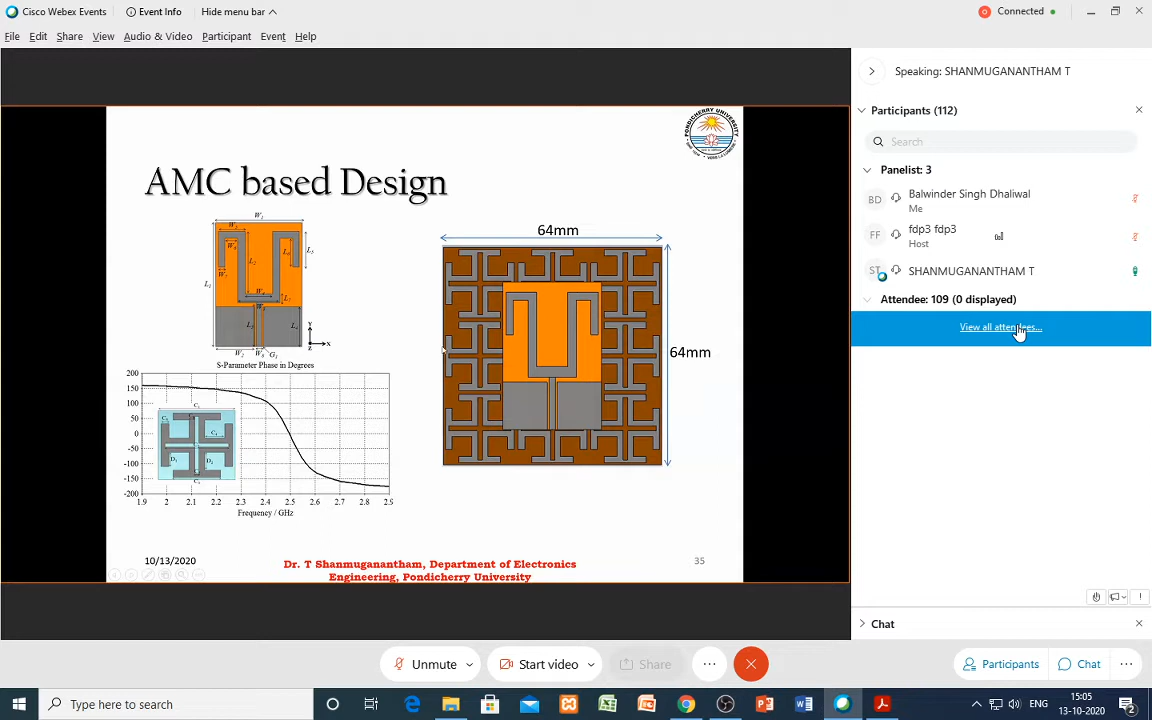 Cisco Webex Events
Event Info
Hide menu bar
Connected
File Edit Share View Audio & Video Participant Event Help
Speaking: SHANMUGANANTHAM T
Participants (112)
Search
Panelist: 3
BD
Balwinder Singh Dhaliwal
Me
FF
fdp3 fdp3
Host
ST
SHANMUGANANTHAM T
Attendee: 109 (0 displayed)
View all attendees...
PONDICHERRY UNIVERSITY
AMC based Design
64mm
64mm
S-Parameter Phase in Degrees
200
150
100
50
0
-50
-100
-150
-200
1.9 2 2.1 2.2 2.3 2.4 2.5 2.6 2.7 2.8
Frequency / GHz
10/13/2020
Dr. T Shanmuganantham, Department of Electronics
Engineering, Pondicherry University
35
Chat
Unmute
Start video
Share
Participants
Chat
Type here to search
ENG
15:05
13-10-2020
2